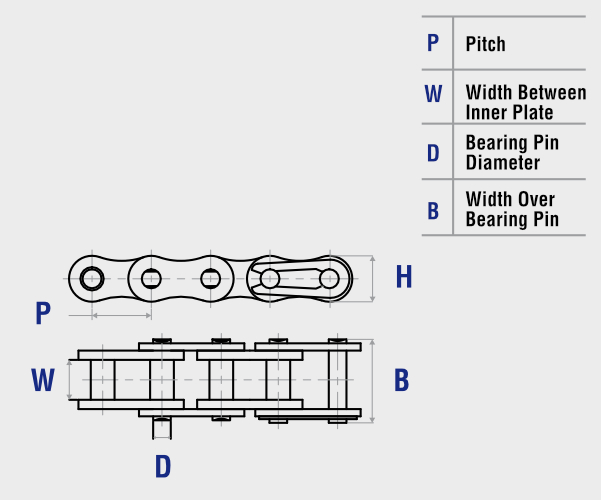 P Pitch
W Width Between
Inner Plate
D Bearing Pin
Diameter
B Width Over
Bearing Pin
H
P
W
B
D